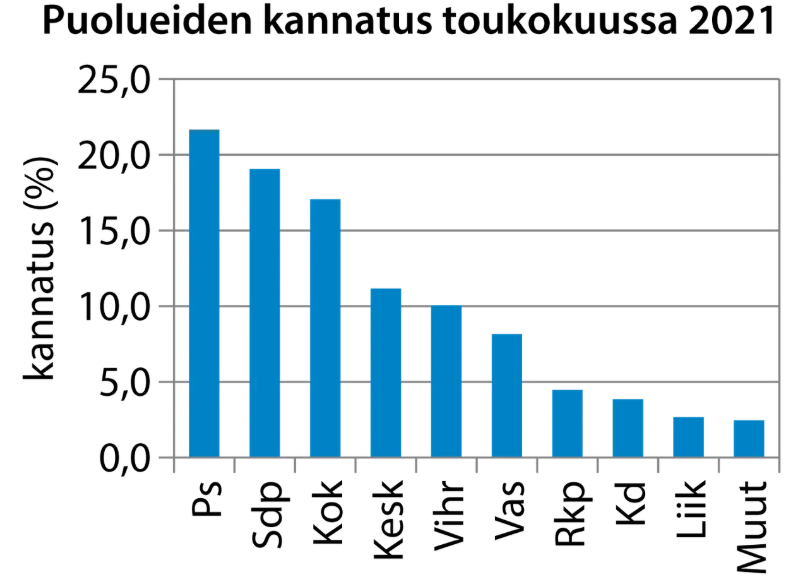 Puolueiden kannatus toukokuussa 2021
kannatus (%)
25,0
20,0
15,0
10,0
5,0
0,0
Ps
Sdp
Kok
Kesk
Vihr
Vas
Rkp
Kd
Liik
Muut